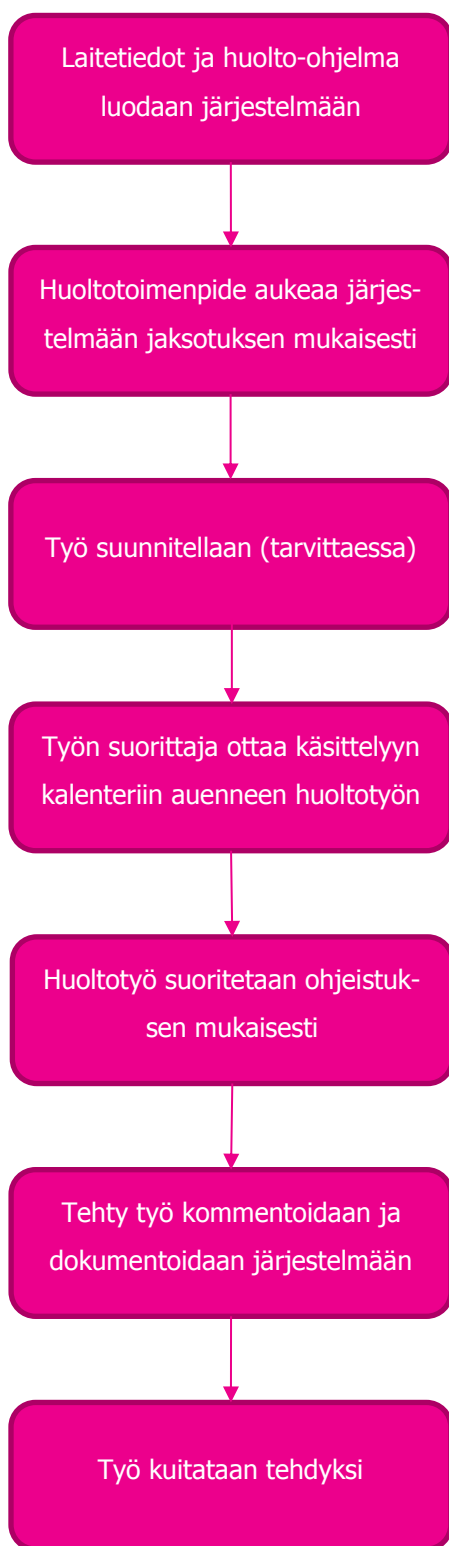 Laitetiedot ja huolto-ohjelma
luodaan järjestelmään
Huoltotoimenpide aukeaa järjes-
telmään jaksotuksen mukaisesti
Työ suunnitellaan (tarvittaessa)
Työn suorittaja ottaa käsittelyyn
kalenteriin auenneen huoltotyön
Huoltotyö suoritetaan ohjeistuk-
sen mukaisesti
Tehty työ kommentoidaan ja
dokumentoidaan järjestelmään
Työ kuitataan tehdyksi